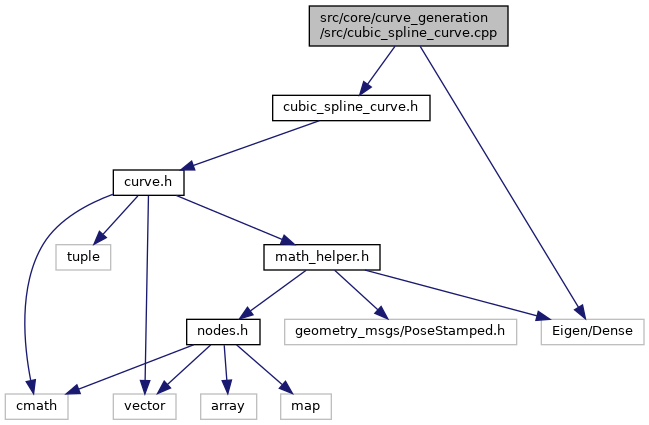 src/core/curve_generation
/src/cubic_spline_curve.cpp
cubic_spline_curve.h
curve.h
tuple
math_helper.h
nodes.h
geometry_msgs/PoseStamped.h
Eigen/Dense
cmath
vector
array
map